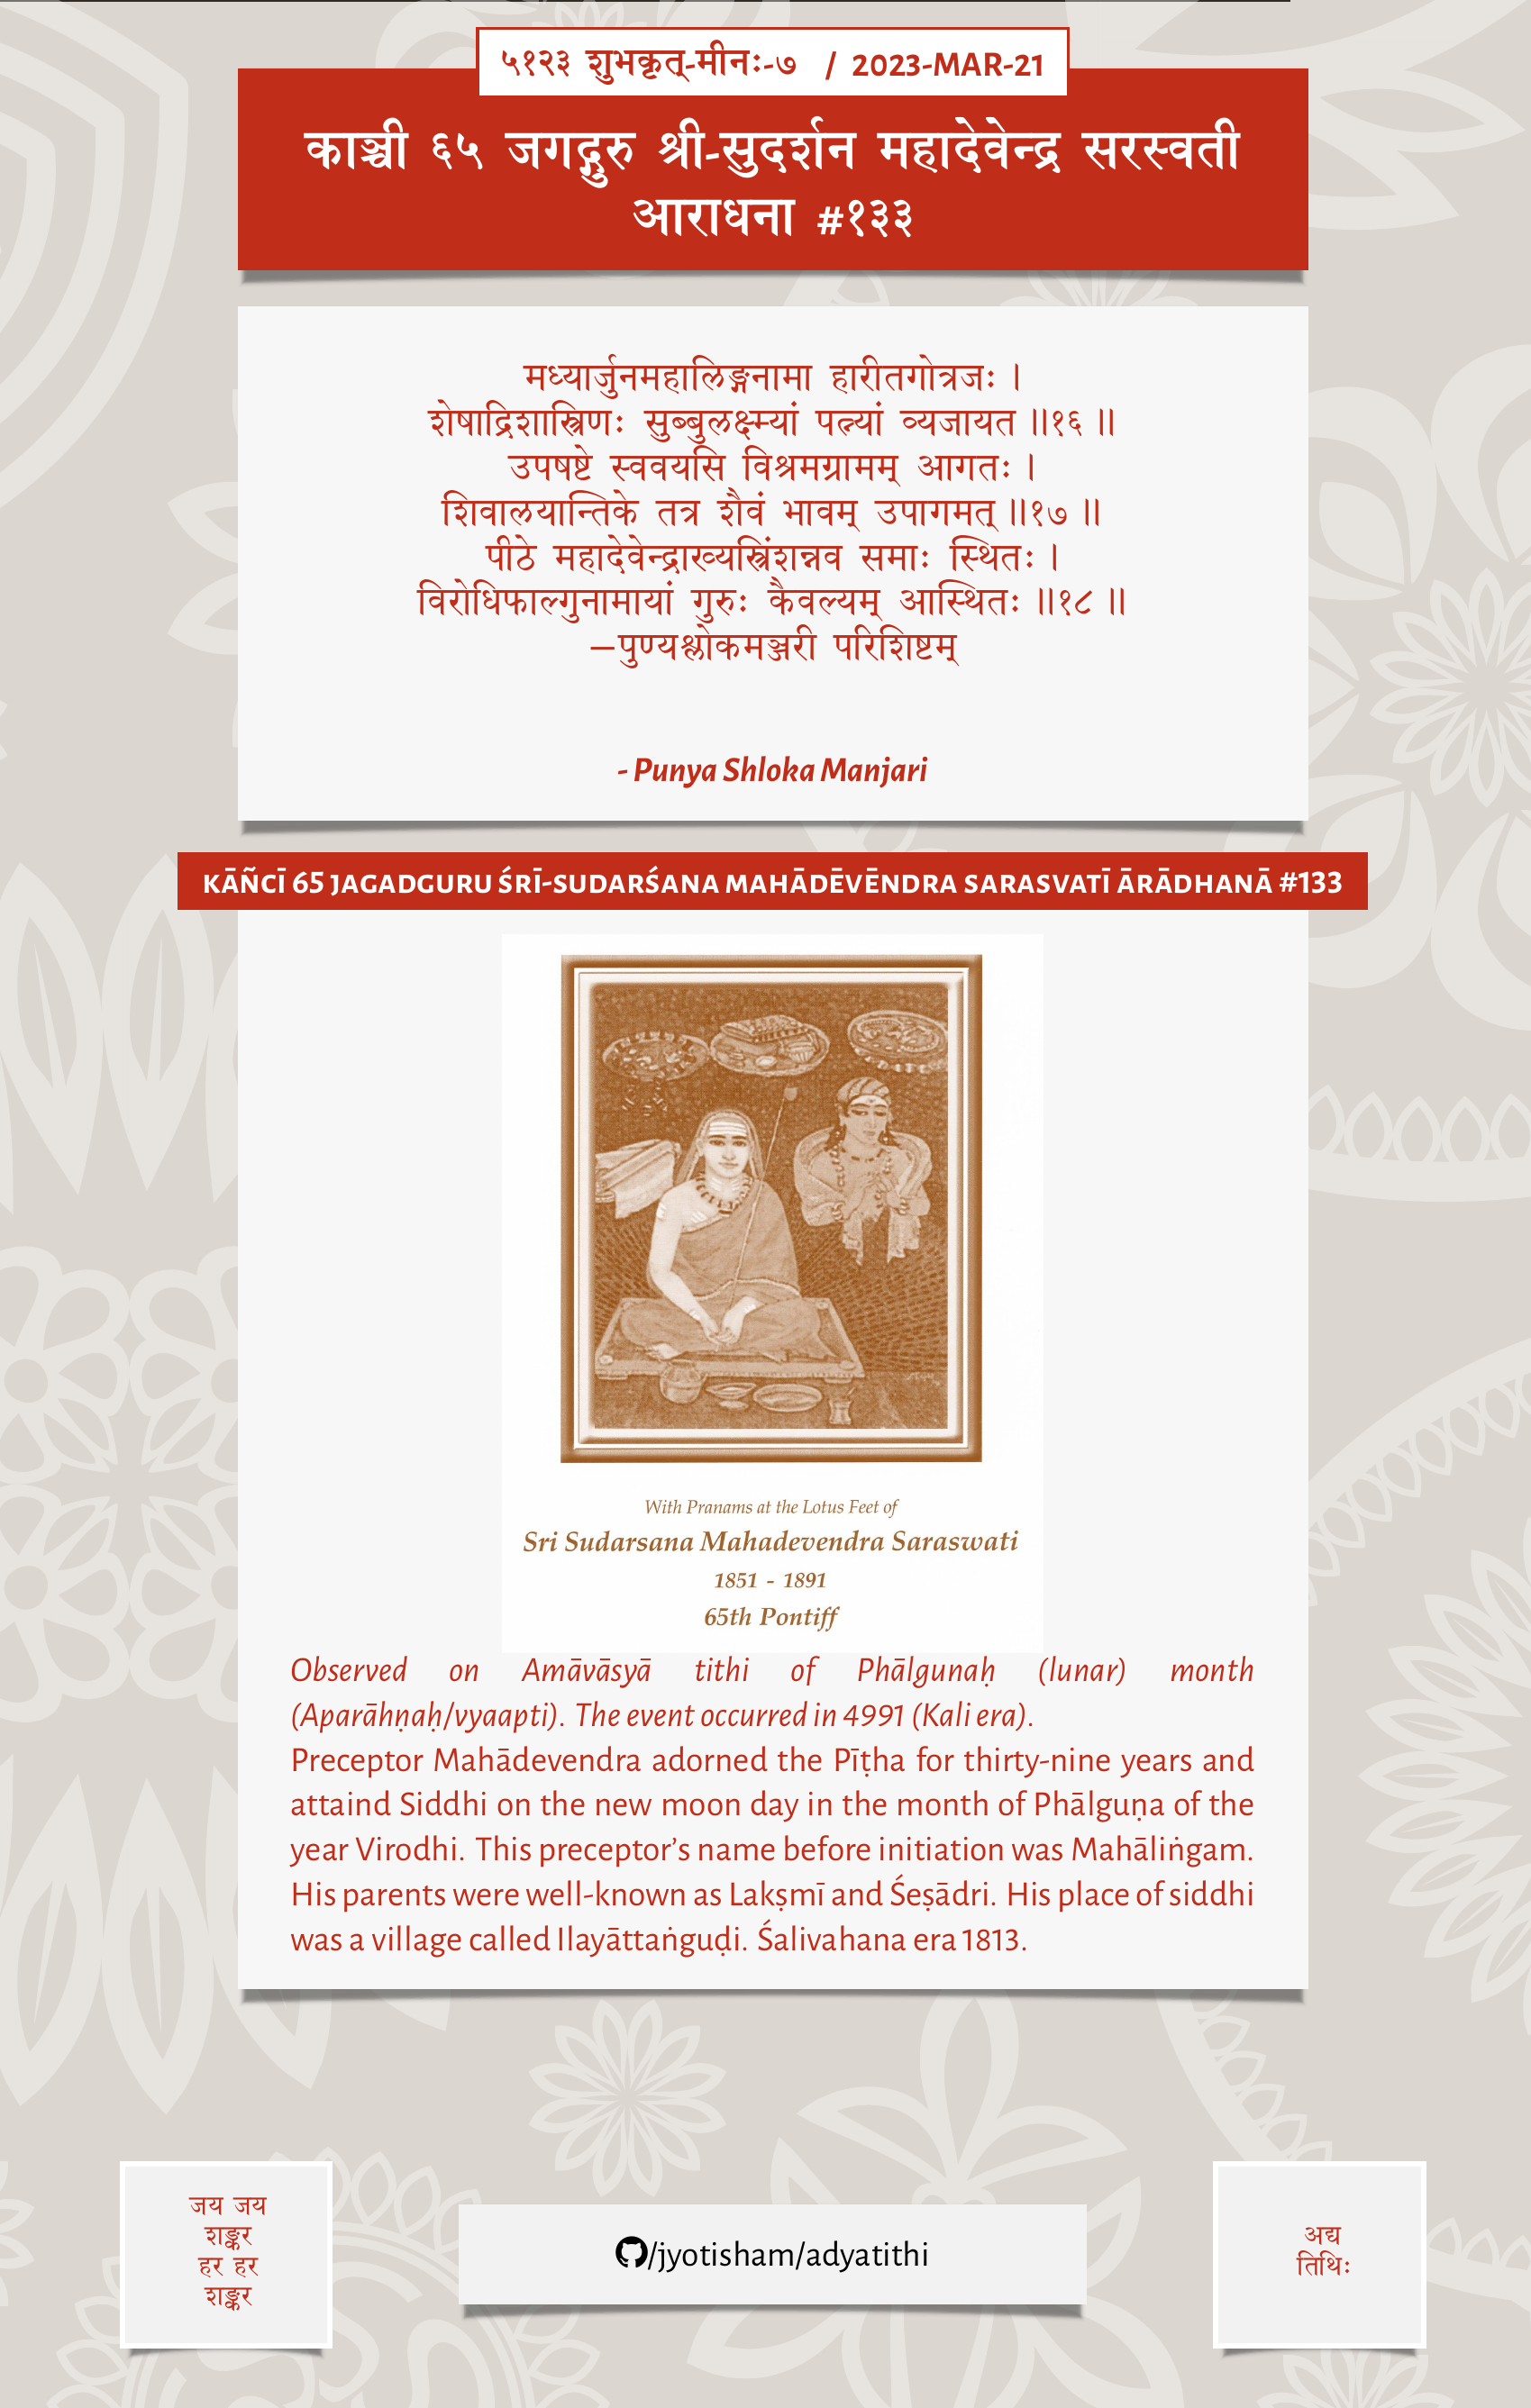 ५१२३ शुभकृत्-मीनः-७ / 2023-MAR-21
काञ्ची ६५ जगद्गुरु श्री-सुदर्शन महादेवेन्द्र सरस्वती
आराधना #१३३
मध्यार्जुनमहालिङ्गनामा हारीतगोत्रजः ।
शेषाद्रिशास्त्रिणः सुब्बुलक्ष्म्यां पत्न्यां व्यजायत ॥१६॥
उपषष्टे स्ववयसि विश्रमग्रामम् आगतः ।
शिवालयान्तिके तत्र शैवं भावम् उपागमत् ॥१७॥
पीठे महादेवेन्द्राख्यस्त्रिंशन्नव समाः स्थितः ।
विरोधिफाल्गुनामायां गुरुः कैवल्यम् आस्थितः ॥१८॥
—पुण्यश्लोकमञ्जरी परिशिष्टम्
- Punya Shloka Manjari
KĀÑCĪ 65 JAGADGURU ŚRĪ-SUDARŚANA MAHĀDĒVĒNDRA SARASVATĪ ĀRĀDHANĀ #133
With Pranams at the Lotus Feet of
Sri Sudarsana Mahadevendra Saraswati
1851 - 1891
65th Pontiff
Observed on Amāvāsyā tithi of Phālgunaḥ (lunar) month
(Aparāhṇaḥ/vyaapti). The event occurred in 4991 (Kali era).
Preceptor Mahādevendra adorned the Pīṭha for thirty-nine years and
attaind Siddhi on the new moon day in the month of Phālguṇa of the
year Virodhi. This preceptor’s name before initiation was Mahāliṅgam.
His parents were well-known as Lakṣmī and Śeṣādri. His place of siddhi
was a village called Ilayāttaṅguḍi. Śalivahana era 1813.
जय जय
शङ्कर
हर हर
शङ्कर
/jyotisham/adyatithi
अद्य
तिथिः